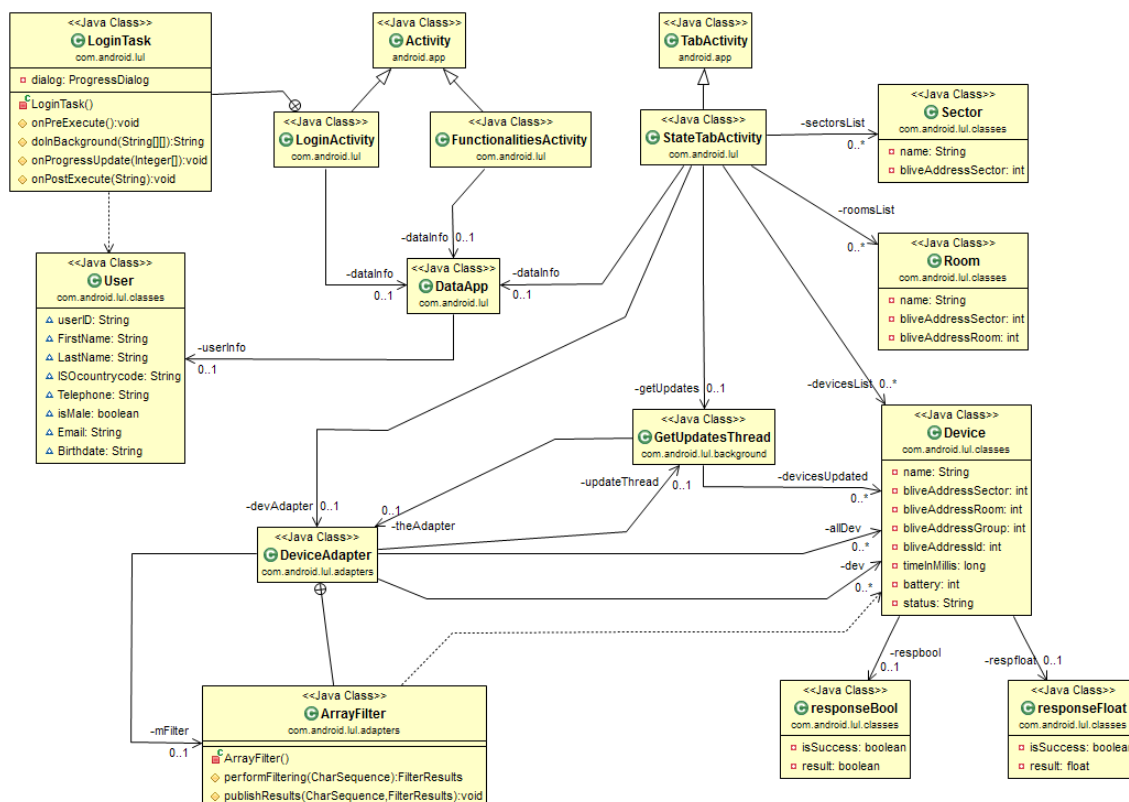 <<Java Class>>
LoginTask
com.android.lul
dialog: ProgressDialog
LoginTask()
onPreExecute():void
doInBackground(String[][]):String
onProgressUpdate(Integer[]):void
onPostExecute(String):void
<<Java Class>>
Activity
android.app
<<Java Class>>
TabActivity
android.app
<<Java Class>>
LoginActivity
com.android.lul
<<Java Class>>
FunctionalitiesActivity
com.android.lul
<<Java Class>>
StateTabActivity
com.android.lul
-sectorsList
0..*
<<Java Class>>
Sector
com.android.lul.classes
name: String
bliveAddressSector: int
-roomsList
0..*
<<Java Class>>
Room
com.android.lul.classes
name: String
bliveAddressSector: int
bliveAddressRoom: int
-dataInfo 0..1
-dataInfo
0..1
-dataInfo
0..1
<<Java Class>>
DataApp
com.android.lul
<<Java Class>>
User
com.android.lul.classes
userID: String
FirstName: String
LastName: String
ISOcountrycode: String
Telephone: String
isMale: boolean
Email: String
Birthdate: String
-userInfo
0..1
-getUpdates 0..1
-devicesList 0..*
<<Java Class>>
GetUpdatesThread
com.android.lul.background
-updateThread
0..1
-devicesUpdated
0..*
<<Java Class>>
Device
com.android.lul.classes
name: String
bliveAddressSector: int
bliveAddressRoom: int
bliveAddressGroup: int
bliveAddressId: int
timeInMillis: long
battery: int
status: String
-devAdapter 0..1
0..1
-theAdapter
<<Java Class>>
DeviceAdapter
com.android.lul.adapters
-allDev
0..*
-dev
0..*
-mFilter
0..1
<<Java Class>>
ArrayFilter
com.android.lul.adapters
ArrayFilter()
performFiltering(CharSequence):FilterResults
publishResults(CharSequence,FilterResults):void
-respbool
0..1
-respfloat 0..1
<<Java Class>>
responseBool
com.android.lul.classes
isSuccess: boolean
result: boolean
<<Java Class>>
responseFloat
com.android.lul.classes
isSuccess: boolean
result: float